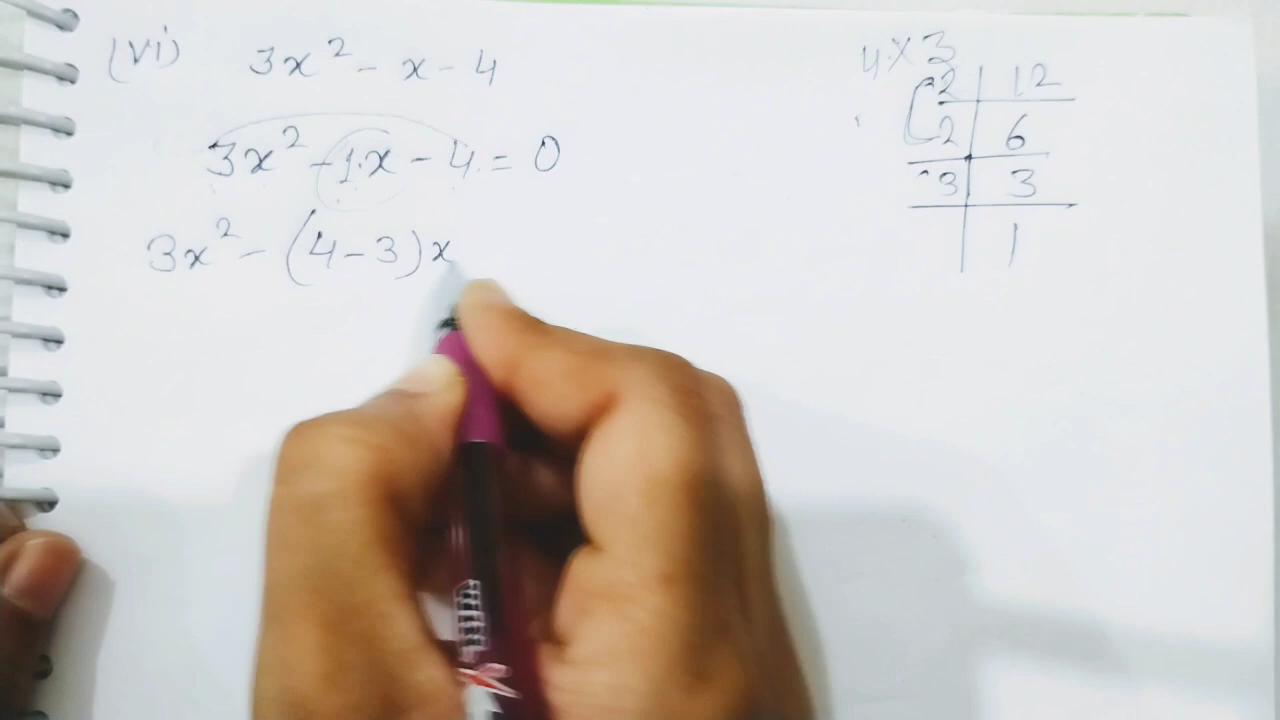 (vi) 3x² - x - 4
3x² - 1·x - 4 = 0
3x² - (4-3)x
4×3
2 | 12
2 | 6
3 | 3
| 1